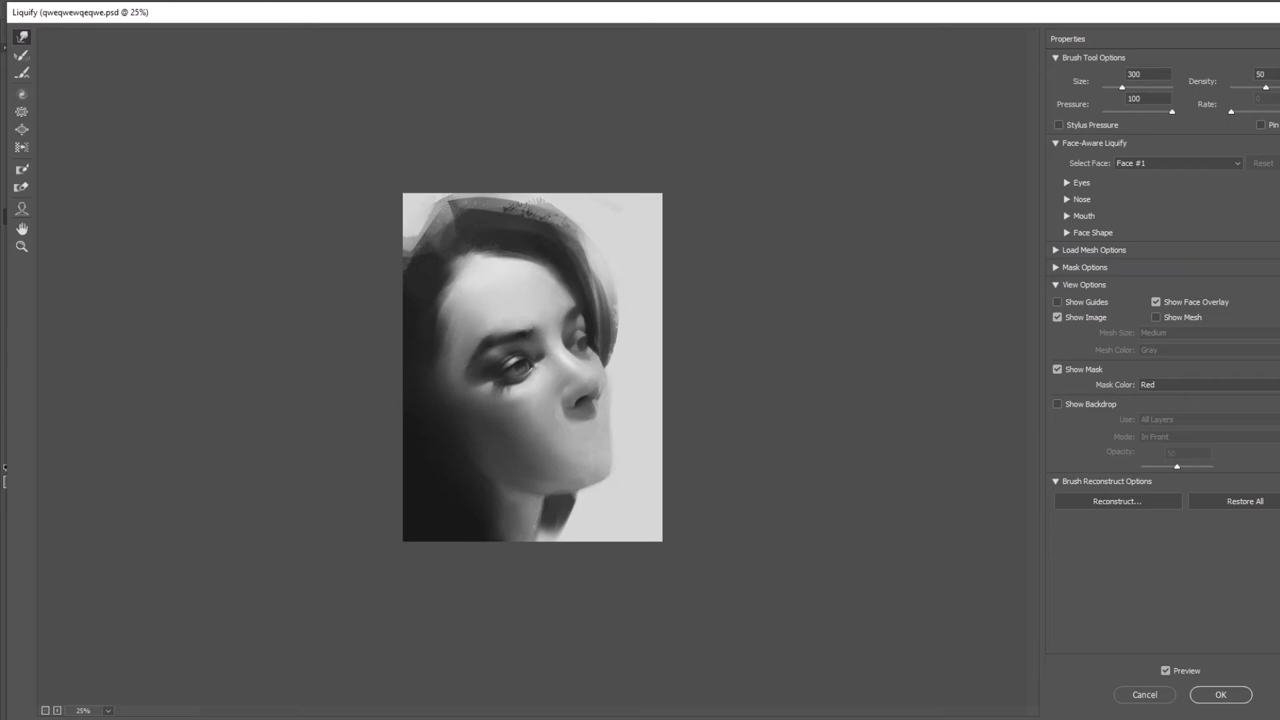 Liquify (qweqwewqeqwe.psd @ 25%)
Properties
Brush Tool Options
Size: 300 Density: 50
Pressure: 100 Rate: 0
Stylus Pressure Pin
Face-Aware Liquify
Select Face: Face #1 Reset
Eyes
Nose
Mouth
Face Shape
Load Mesh Options
Mask Options
View Options
Show Guides Show Face Overlay
Show Image Show Mesh
Mesh Size: Medium
Mesh Color: Gray
Show Mask
Mask Color: Red
Show Backdrop
Use: All Layers
Mode: In Front
Opacity: 50
Brush Reconstruct Options
Reconstruct... Restore All
Preview
Cancel OK
25%